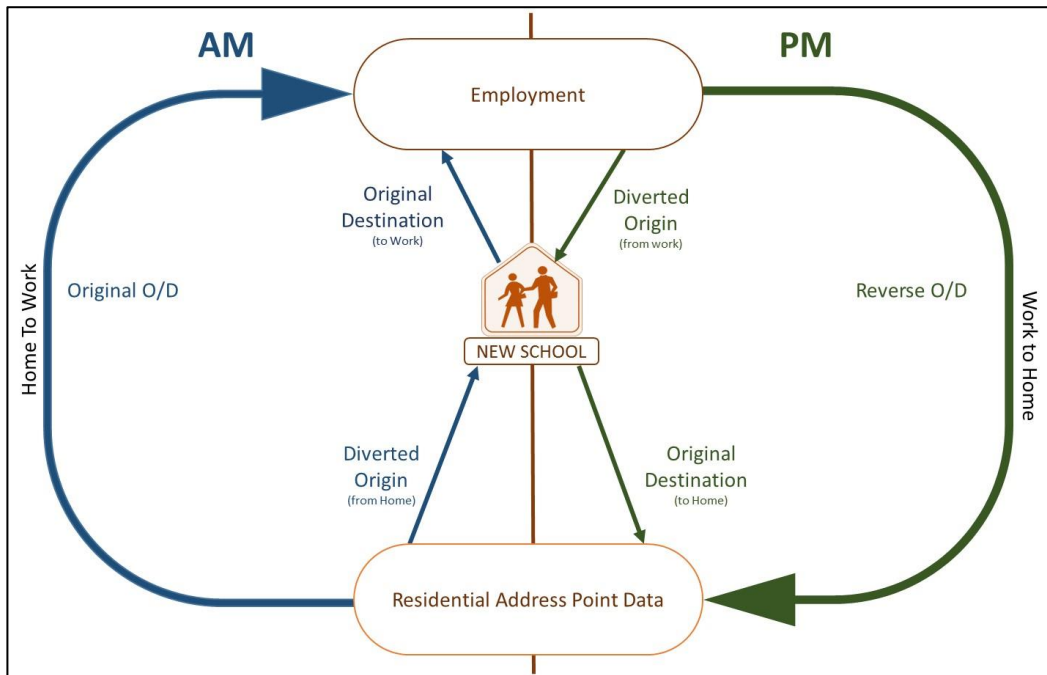 AM
PM
Employment
Original
Destination
(to Work)
Diverted
Origin
(from work)
Home To Work
Original O/D
Reverse O/D
Work to Home
NEW SCHOOL
Diverted
Origin
(from Home)
Original
Destination
(to Home)
Residential Address Point Data